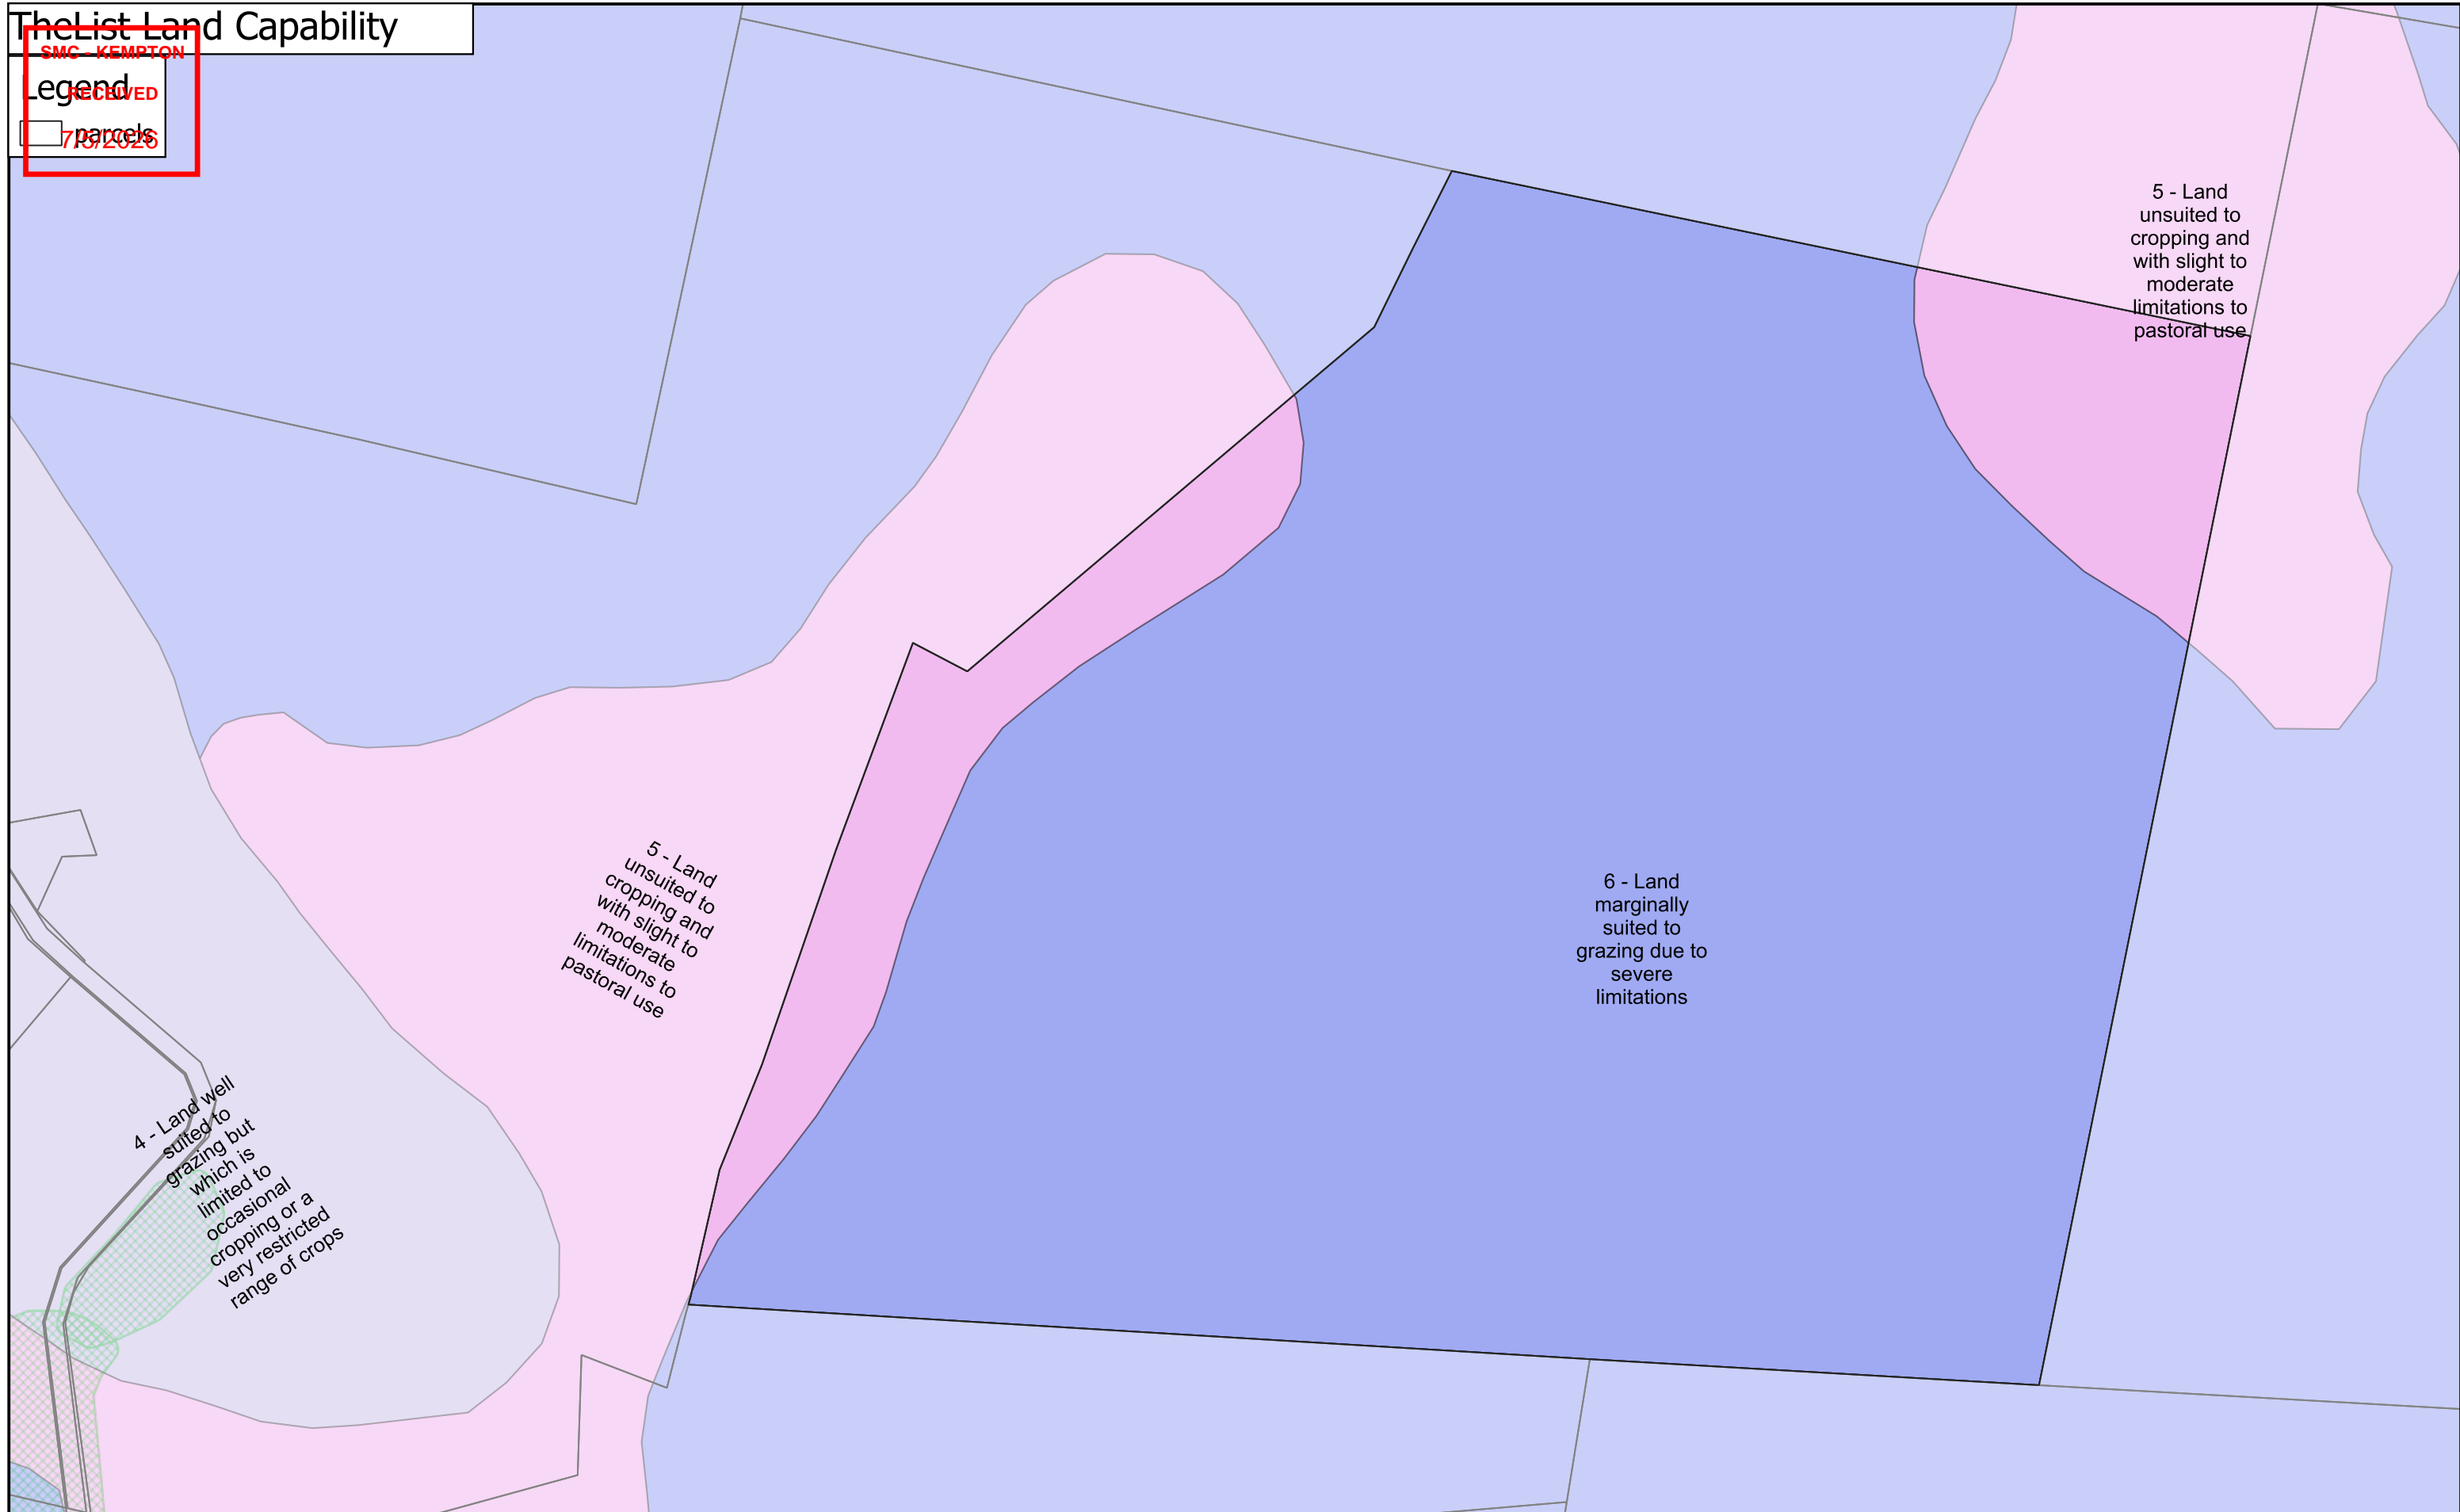 TheList Land Capability
SMC - KEMPTON
RECEIVED
Legend
parcels
5 - Land
unsuited to
cropping and
with slight to
moderate
limitations to
pastoral use
5 - Land
unsuited to
cropping and
with slight to
moderate
limitations to
pastoral use
6 - Land
marginally
suited to
grazing due to
severe
limitations
4 - Land well
suited to
grazing but
which is
limited to
occasional
cropping or a
very restricted
range of crops